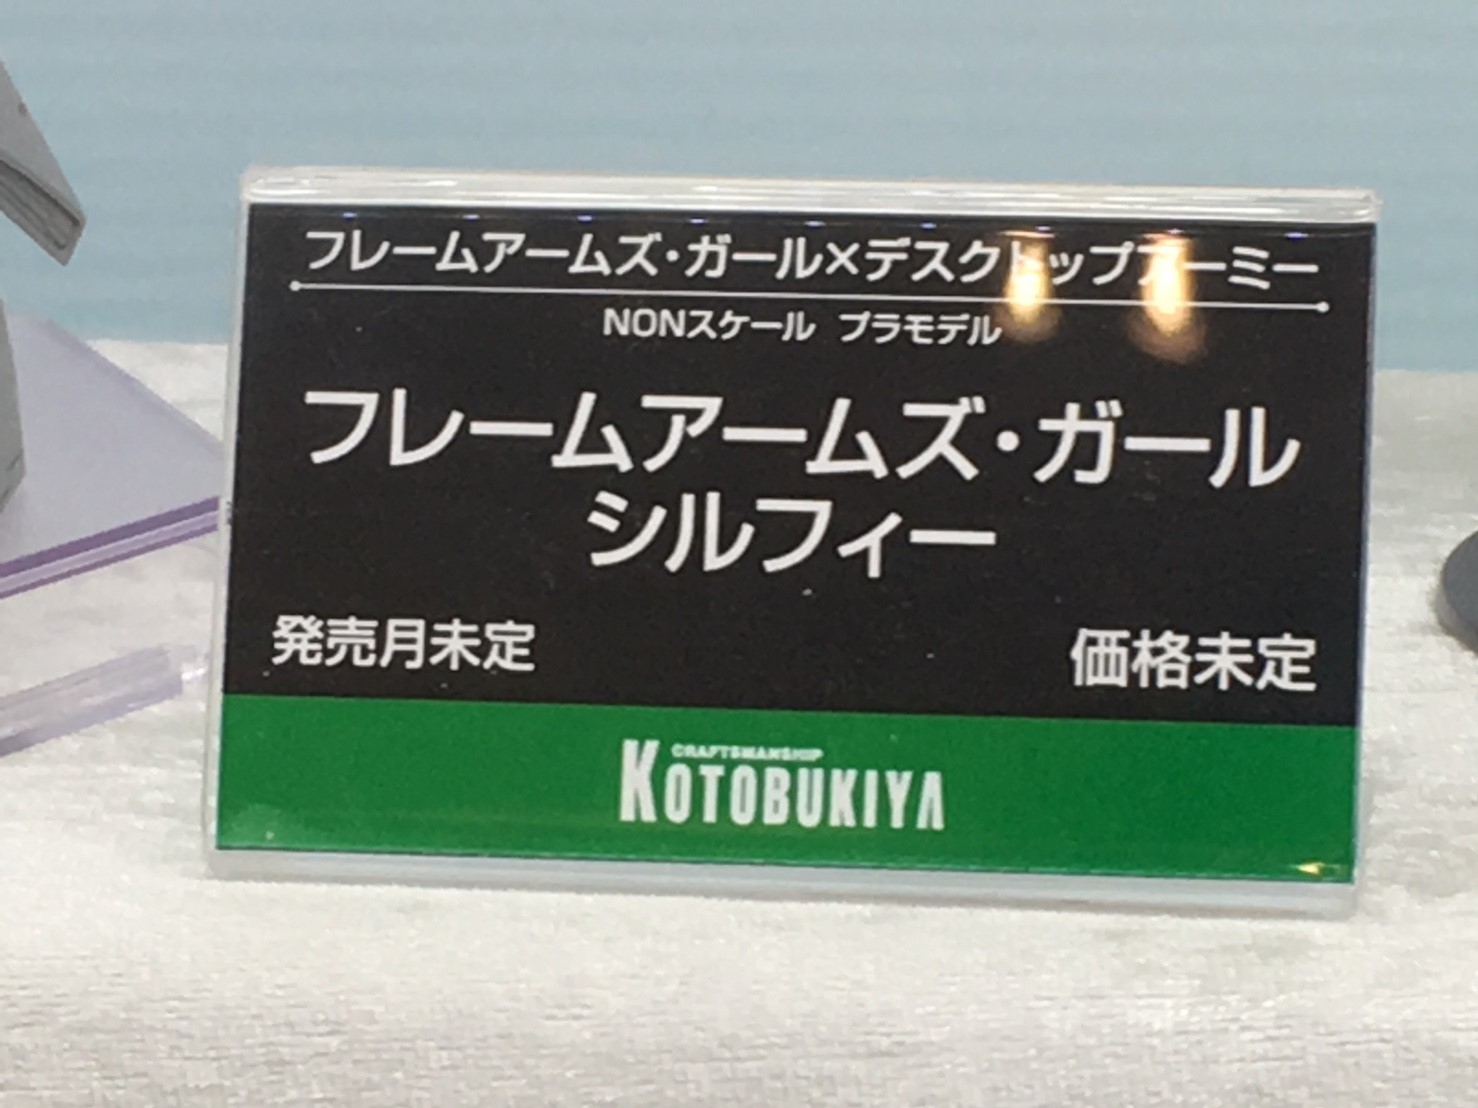 フレームアームズ・ガール×デスクトップアーミー
NONスケール プラモデル
フレームアームズ・ガール
シルフィー
発売月未定 価格未定
CRAFTSMANSHIP
KOTOBUKIYA